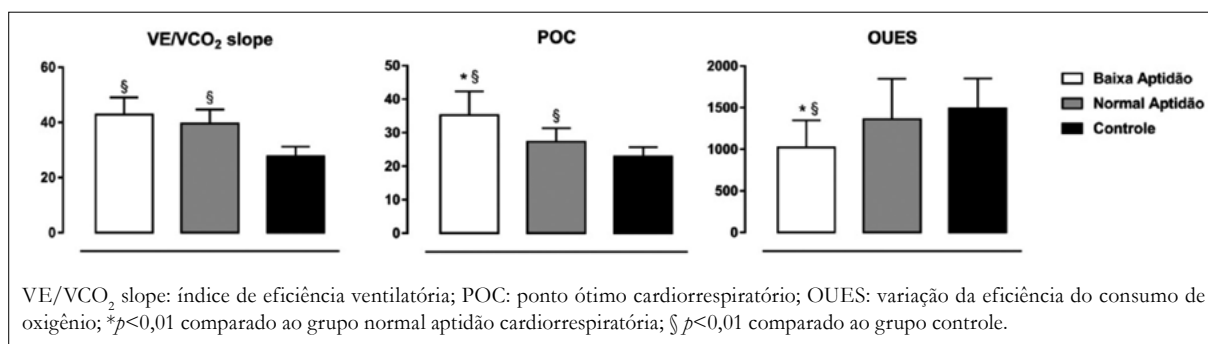 VE/VCO2 slope
60
40
20
0
§
§
POC
50
40
30
20
10
0
* §
§
OUES
2000
1500
1000
500
0
* §
Baixa Aptidão
Normal Aptidão
Controle
VE/VCO2 slope: índice de eficiência ventilatória; POC: ponto ótimo cardiorrespiratório; OUES: variação da eficiência do consumo de
oxigênio; *p<0,01 comparado ao grupo normal aptidão cardiorrespiratória; § p<0,01 comparado ao grupo controle.